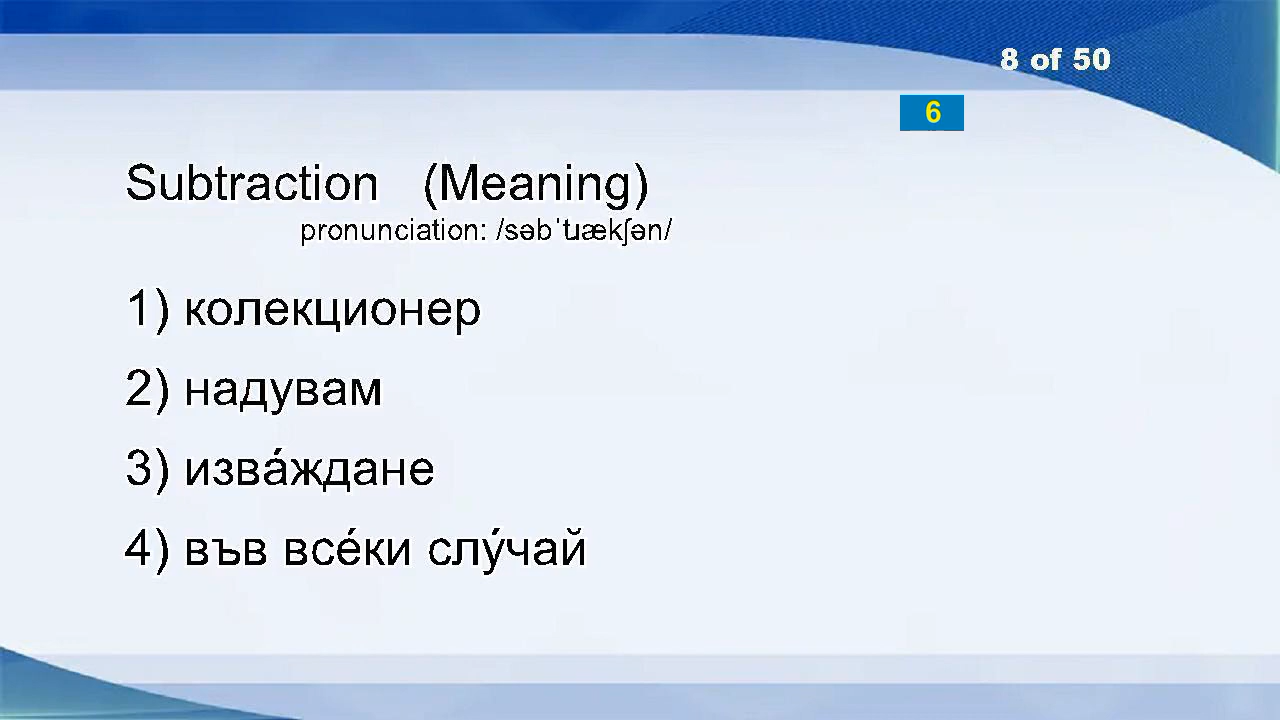 8 of 50
6
Subtraction (Meaning)
pronunciation: /səbˈtɹækʃən/
1) колекционер
2) надувам
3) изва́ждане
4) във все́ки слу́чай